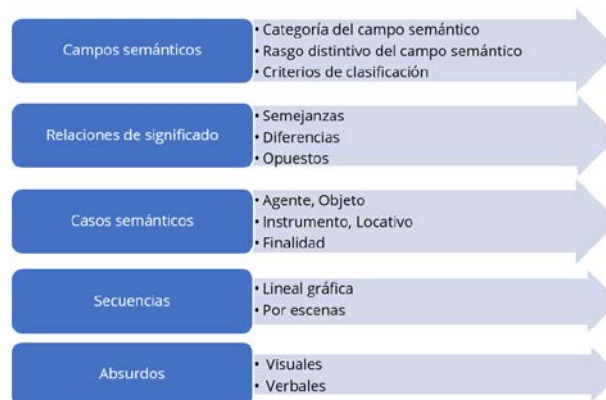 Campos semánticos
• Categoría del campo semántico
• Rasgo distintivo del campo semántico
• Criterios de clasificación
Relaciones de significado
• Semejanzas
• Diferencias
• Opuestos
Casos semánticos
• Agente, Objeto
• Instrumento, Locativo
• Finalidad
Secuencias
• Lineal gráfica
• Por escenas
Absurdos
• Visuales
• Verbales